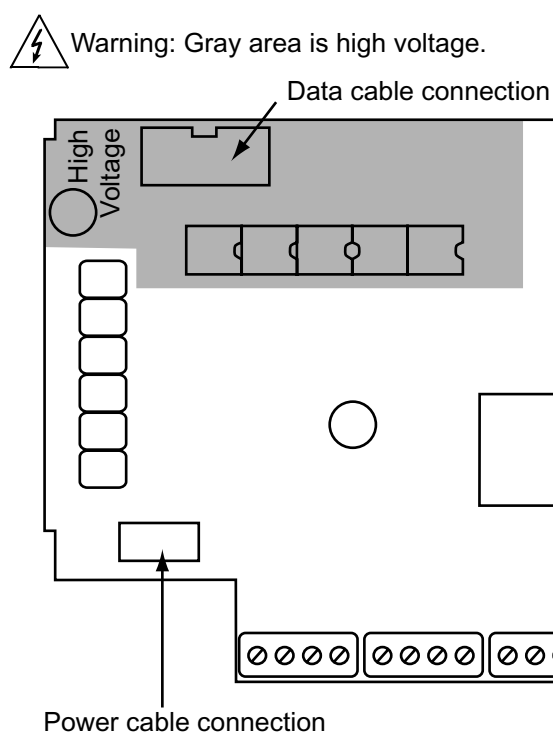 Warning: Gray area is high voltage.
Data cable connection
High
Voltage
Power cable connection